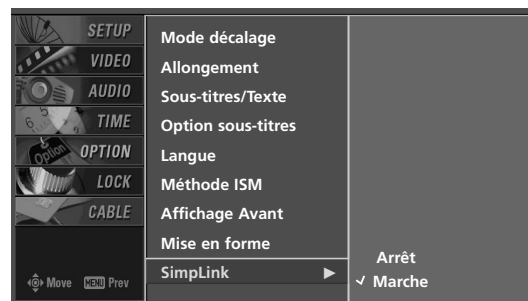 SETUP
VIDEO
AUDIO
TIME
OPTION
LOCK
CABLE
Move MENU Prev
Mode décalage
Allongement
Sous-titres/Texte
Option sous-titres
Langue
Méthode ISM
Affichage Avant
Mise en forme
SimpLink ▶
Arrêt
✓ Marche